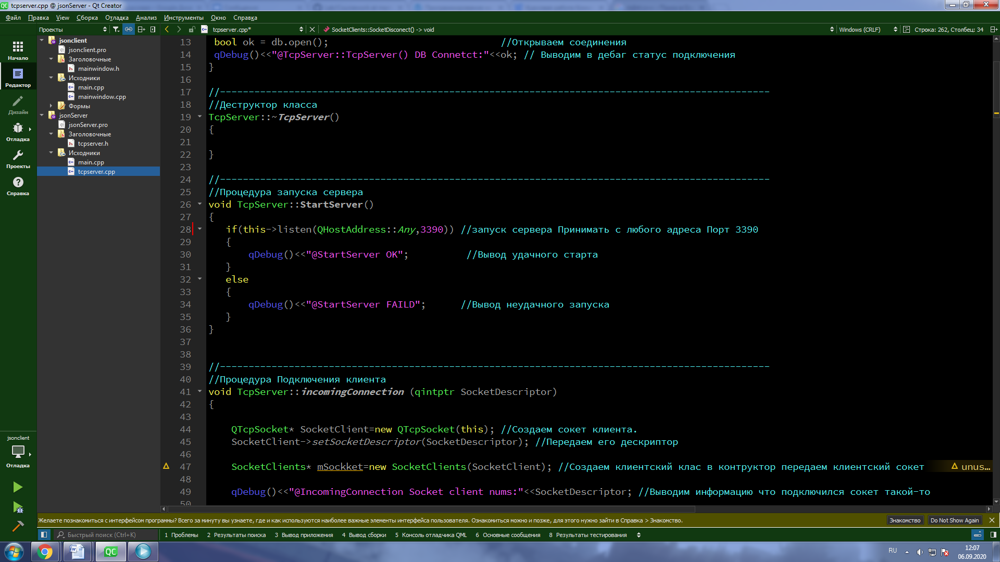 tcpserver.cpp @ jsonServer - Qt Creator
Файл Правка View Сборка Отладка Анализ Инструменты Окно Справка
Проекты
tcpserver.cpp*
SocketClients::SocketDisconect() -> void
Windows (CRLF)
Строка: 262, Столбец: 34
Начало
Редактор
Дизайн
Отладка
Проекты
Справка
jsonclient
Отладка
jsonclient
jsonclient.pro
Заголовочные
mainwindow.h
Исходники
main.cpp
mainwindow.cpp
Формы
jsonServer
jsonServer.pro
Заголовочные
tcpserver.h
Исходники
main.cpp
tcpserver.cpp
13 bool ok = db.open(); //Открываем соединения
14 qDebug()<<"@TcpServer::TcpServer() DB Connetct:"<<ok; // Выводим в дебаг статус подключения
15 }
16
17 //------------------------------------------------------------------------------------------------
18 //Деструктор класса
19 TcpServer::~TcpServer()
20 {
21
22 }
23
24 //------------------------------------------------------------------------------------------------
25 //Процедура запуска сервера
26 void TcpServer::StartServer()
27 {
28 if(this->listen(QHostAddress::Any,3390)) //запуск сервера Принимать с любого адреса Порт 3390
29 {
30 qDebug()<<"@StartServer OK"; //Вывод удачного старта
31 }
32 else
33 {
34 qDebug()<<"@StartServer FAILD"; //Вывод неудачного запуска
35 }
36 }
37
38
39 //------------------------------------------------------------------------------------------------
40 //Процедура Подключения клиента
41 void TcpServer::incomingConnection (qintptr SocketDescriptor)
42 {
43
44 QTcpSocket* SocketClient=new QTcpSocket(this); //Создаем сокет клиента.
45 SocketClient->setSocketDescriptor(SocketDescriptor); //Передаем его дескриптор
46
47 SocketClients* mSockket=new SocketClients(SocketClient); //Создаем клиентский клас в контруктор передаем клиентский сокет unus...
48
49 qDebug()<<"@IncomingConnection Socket client nums:"<<SocketDescriptor; //Выводим информацию что подключился сокет такой-то
50
Желаете познакомиться с интерфейсом программы? Всего за минуту вы узнаете, где и как используются наиболее важные элементы интерфейса пользователя. Ознакомиться можно и позже, для этого нужно зайти в Справка > Знакомство.
Знакомство
Do Not Show Again
Быстрый поиск (Ctrl+K)
1 Проблемы 2 Результаты поиска 3 Вывод приложения 4 Вывод сборки 5 Консоль отладчика QML 6 Основные сообщения 8 Результаты тестирования
RU
12:07
06.09.2020